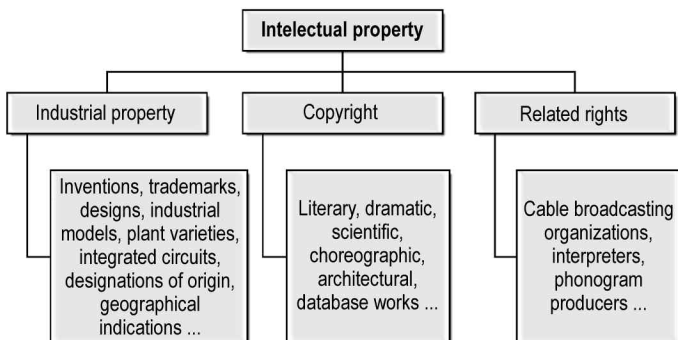 Intelectual property
Industrial property
Copyright
Related rights
Inventions, trademarks,
designs, industrial
models, plant varieties,
integrated circuits,
designations of origin,
geographical
indications ...
Literary, dramatic,
scientific,
choreographic,
architectural,
database works ...
Cable broadcasting
organizations,
interpreters,
phonogram
producers ...